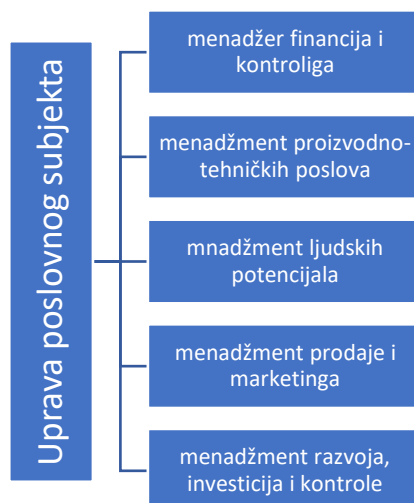 Uprava poslovnog subjekta
menadžer financija i
kontroliga
menadžment proizvodno-
tehničkih poslova
mnadžment ljudskih
potencijala
menadžment prodaje i
marketinga
menadžment razvoja,
investicija i kontrole